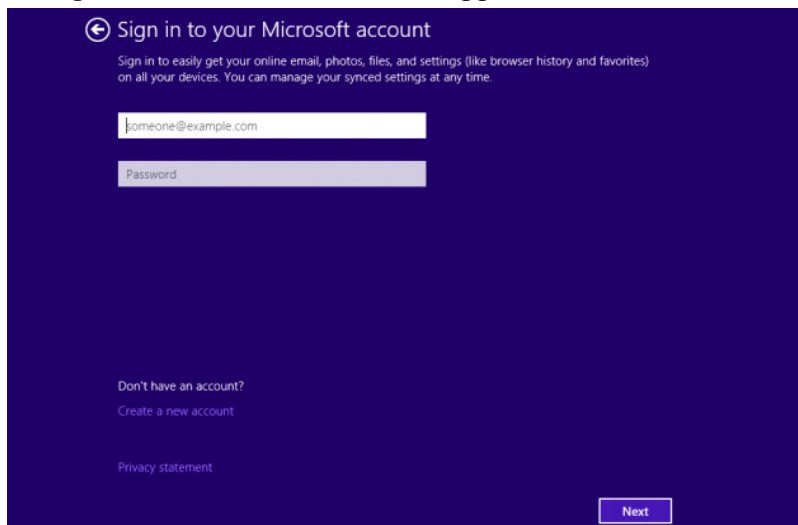 Sign in to your Microsoft account
Sign in to easily get your online email, photos, files, and settings (like browser history and favorites)
on all your devices. You can manage your synced settings at any time.
someone@example.com
Password
Don't have an account?
Create a new account
Privacy statement
Next